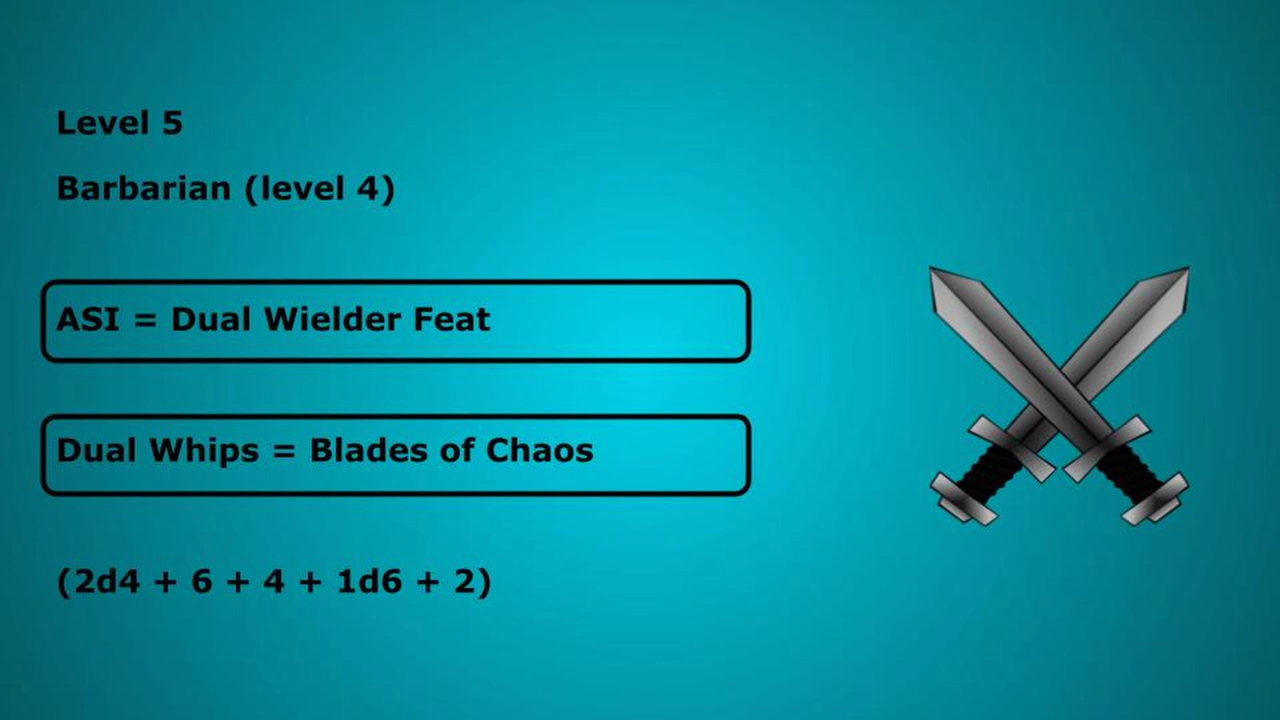 Level 5
Barbarian (level 4)
ASI = Dual Wielder Feat
Dual Whips = Blades of Chaos
(2d4 + 6 + 4 + 1d6 + 2)